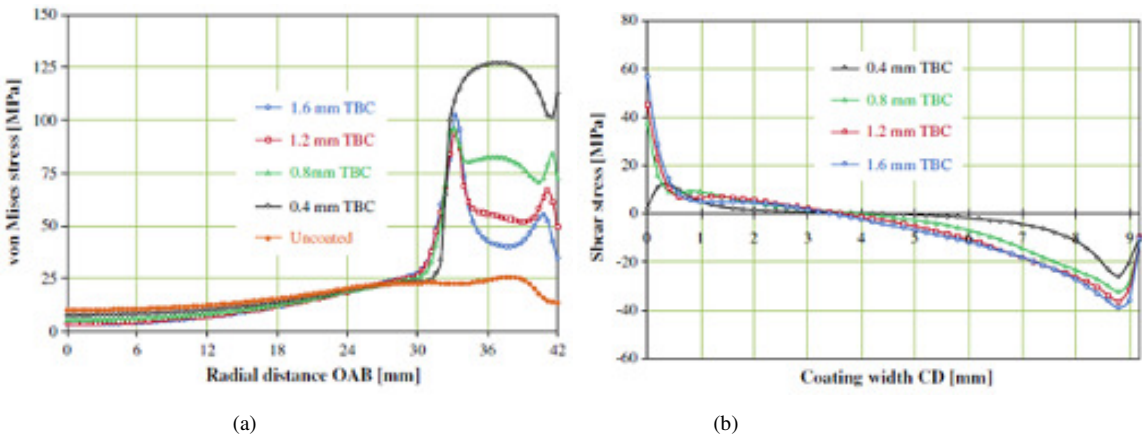 150
125
100
75
50
25
0
von Mises stress [MPa]
1.6 mm TBC
1.2 mm TBC
0.8mm TBC
0.4 mm TBC
Uncoated
0 6 12 18 24 30 36 42
Radial distance OAB [mm]
(a)
80
60
40
20
0
-20
-40
-60
Shear stress [MPa]
0.4 mm TBC
0.8 mm TBC
1.2 mm TBC
1.6 mm TBC
0 1 2 3 4 5 6 7 8 9
Coating width CD [mm]
(b)